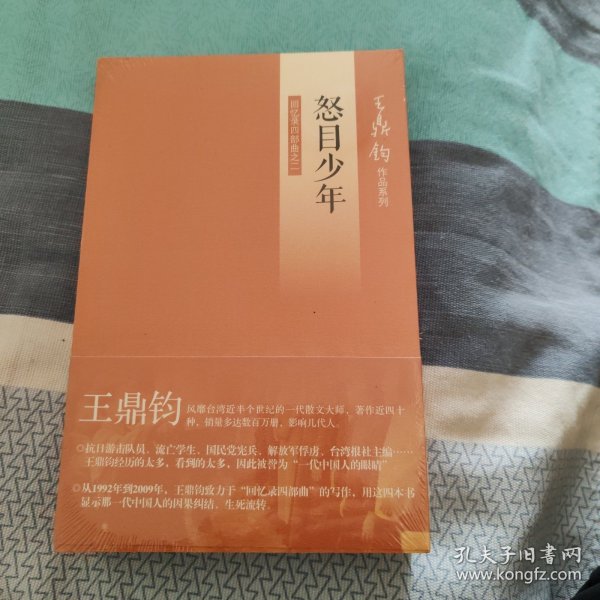 王鼎钧
作品系列
怒目少年
回忆录四部曲之二
王鼎钧
风靡台湾近半个世纪的一代散文大师，著作近四十
种，销量多达数百万册，影响几代人。
◎抗日游击队员、流亡学生、国民党宪兵、解放军俘虏、台湾报社主编……
王鼎钧经历的太多，看到的太多，因此被誉为“一代中国人的眼睛”
◎从1992年到2009年，王鼎钧致力于“回忆录四部曲”的写作，用这四本书
显示那一代中国人的因果纠结、生死流转。
孔夫子旧书网
www.kongfz.com